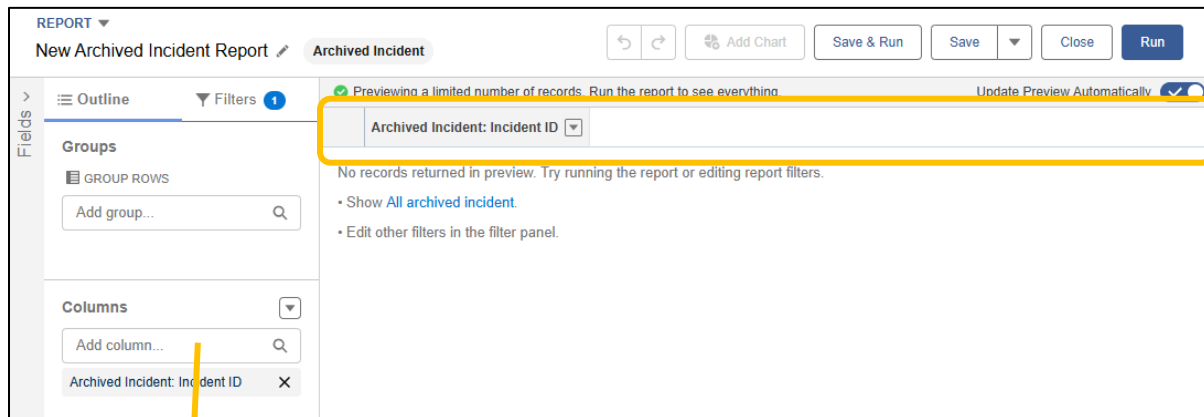 REPORT
New Archived Incident Report
Archived Incident
Add Chart
Save & Run
Save
Close
Run
Fields
Outline
Filters 1
Previewing a limited number of records. Run the report to see everything.
Update Preview Automatically
Groups
GROUP ROWS
Add group...
Columns
Add column...
Archived Incident: Incident ID
Archived Incident: Incident ID
No records returned in preview. Try running the report or editing report filters.
• Show All archived incident.
• Edit other filters in the filter panel.